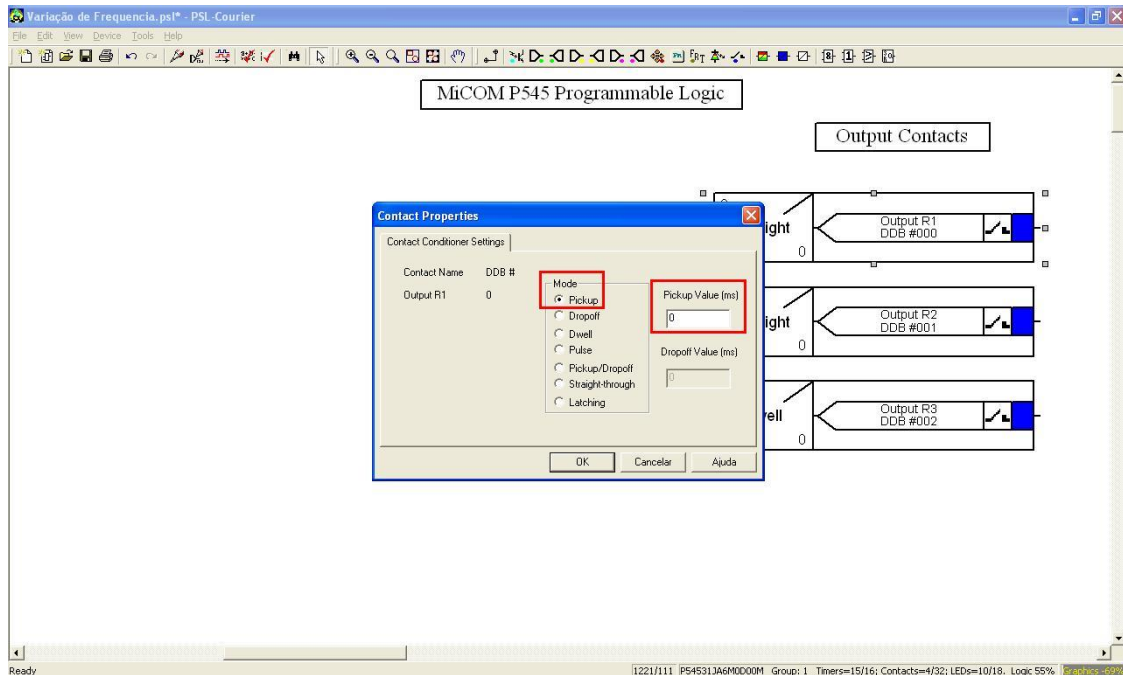 Variação de Frequencia.psl* - PSL-Courier
File Edit View Device Tools Help
MiCOM P545 Programmable Logic
Output Contacts
Contact Properties
Contact Conditioner Settings
Contact Name DDB #
Output R1 0
Mode
Pickup
Dropoff
Dwell
Pulse
Pickup/Dropoff
Straight-through
Latching
Pickup Value (ms)
0
Dropoff Value (ms)
0
OK Cancelar Ajuda
ight
0
Output R1
DDB #000
ight
0
Output R2
DDB #001
ell
0
Output R3
DDB #002
Ready
1221/111 P54531JA6M0D00M Group: 1 Timers=15/16; Contacts=4/32; LEDs=10/18. Logic 55% Graphics -69%